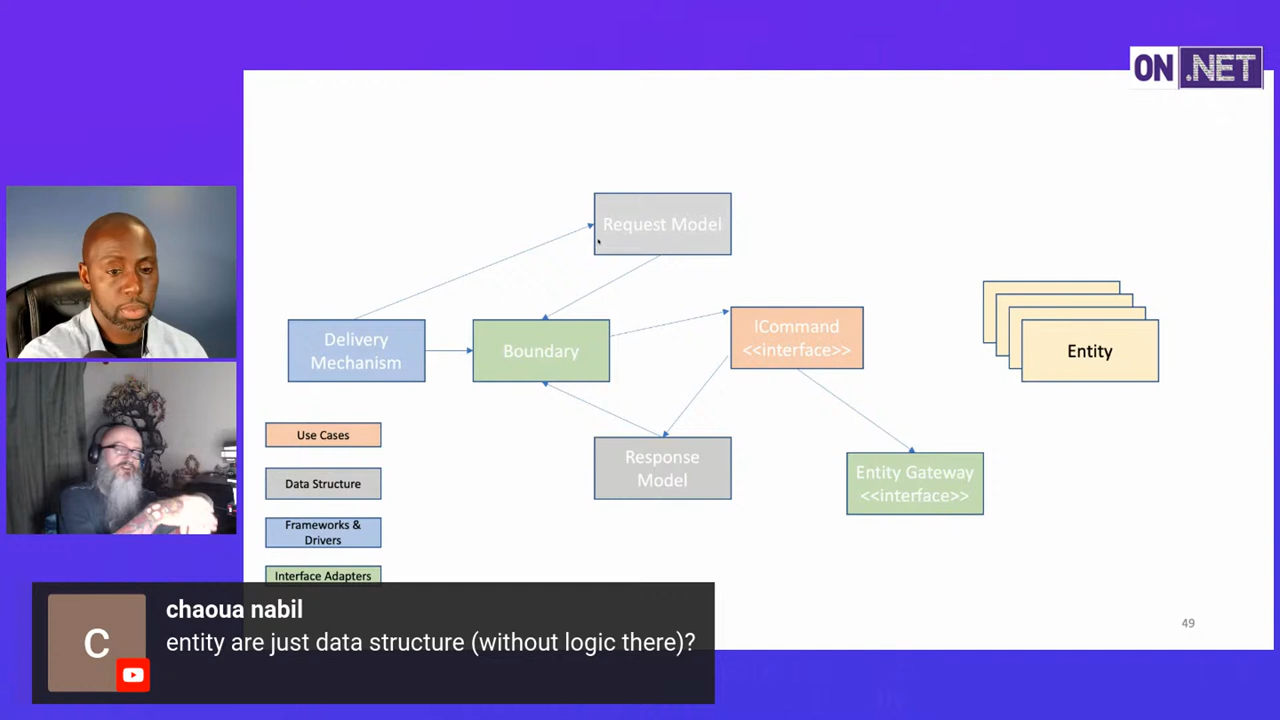 ON .NET
Request Model
Delivery
Mechanism
Boundary
ICommand
<<interface>>
Entity
Use Cases
Response
Model
Entity Gateway
<<interface>>
Data Structure
Frameworks &
Drivers
Interface Adapters
C
chaoua nabil
entity are just data structure (without logic there)?
49